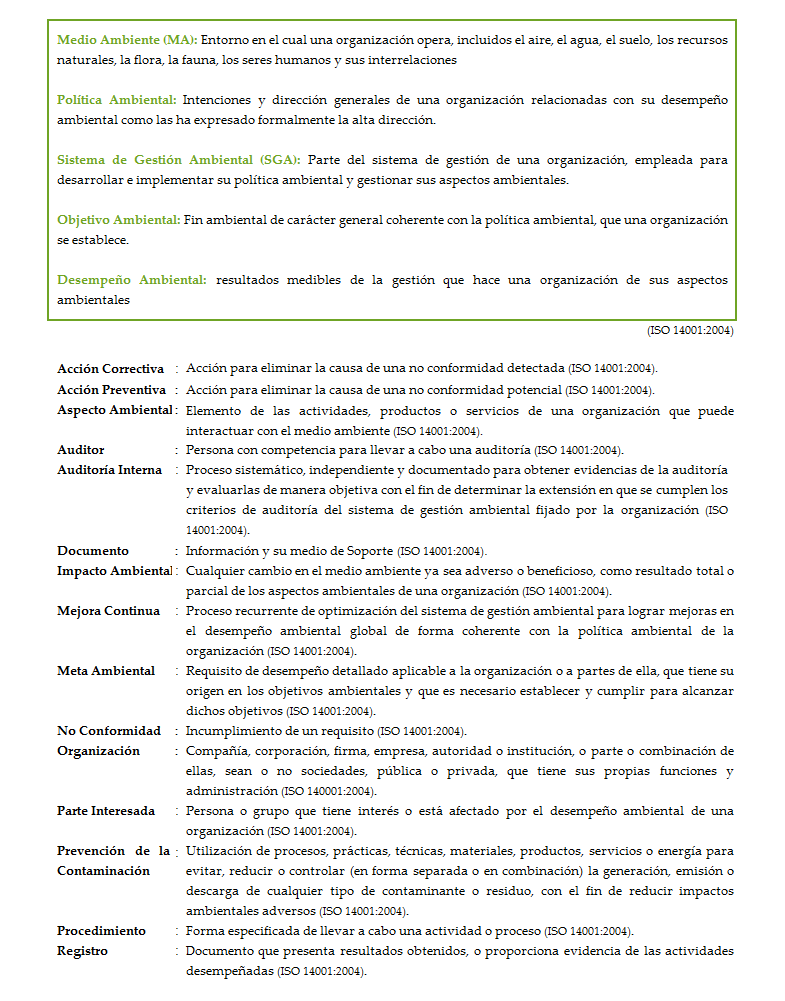 Medio Ambiente (MA): Entorno en el cual una organización opera, incluidos el aire, el agua, el suelo, los recursos
naturales, la flora, la fauna, los seres humanos y sus interrelaciones
Política Ambiental: Intenciones y dirección generales de una organización relacionadas con su desempeño
ambiental como las ha expresado formalmente la alta dirección.
Sistema de Gestión Ambiental (SGA): Parte del sistema de gestión de una organización, empleada para
desarrollar e implementar su política ambiental y gestionar sus aspectos ambientales.
Objetivo Ambiental: Fin ambiental de carácter general coherente con la política ambiental, que una organización
se establece.
Desempeño Ambiental: resultados medibles de la gestión que hace una organización de sus aspectos
ambientales
(ISO 14001:2004)
Acción Correctiva : Acción para eliminar la causa de una no conformidad detectada (ISO 14001:2004).
Acción Preventiva : Acción para eliminar la causa de una no conformidad potencial (ISO 14001:2004).
Aspecto Ambiental : Elemento de las actividades, productos o servicios de una organización que puede
interactuar con el medio ambiente (ISO 14001:2004).
Auditor : Persona con competencia para llevar a cabo una auditoría (ISO 14001:2004).
Auditoría Interna : Proceso sistemático, independiente y documentado para obtener evidencias de la auditoría
y evaluarlas de manera objetiva con el fin de determinar la extensión en que se cumplen los
criterios de auditoría del sistema de gestión ambiental fijado por la organización (ISO
14001:2004).
Documento : Información y su medio de Soporte (ISO 14001:2004).
Impacto Ambiental : Cualquier cambio en el medio ambiente ya sea adverso o beneficioso, como resultado total o
parcial de los aspectos ambientales de una organización (ISO 14001:2004).
Mejora Continua : Proceso recurrente de optimización del sistema de gestión ambiental para lograr mejoras en
el desempeño ambiental global de forma coherente con la política ambiental de la
organización (ISO 14001:2004).
Meta Ambiental : Requisito de desempeño detallado aplicable a la organización o a partes de ella, que tiene su
origen en los objetivos ambientales y que es necesario establecer y cumplir para alcanzar
dichos objetivos (ISO 14001:2004).
No Conformidad : Incumplimiento de un requisito (ISO 14001:2004).
Organización : Compañía, corporación, firma, empresa, autoridad o institución, o parte o combinación de
ellas, sean o no sociedades, pública o privada, que tiene sus propias funciones y
administración (ISO 140001:2004).
Parte Interesada : Persona o grupo que tiene interés o está afectado por el desempeño ambiental de una
organización (ISO 14001:2004).
Prevención de la : Utilización de procesos, prácticas, técnicas, materiales, productos, servicios o energía para
Contaminación evitar, reducir o controlar (en forma separada o en combinación) la generación, emisión o
descarga de cualquier tipo de contaminante o residuo, con el fin de reducir impactos
ambientales adversos (ISO 14001:2004).
Procedimiento : Forma especificada de llevar a cabo una actividad o proceso (ISO 14001:2004).
Registro : Documento que presenta resultados obtenidos, o proporciona evidencia de las actividades
desempeñadas (ISO 14001:2004).